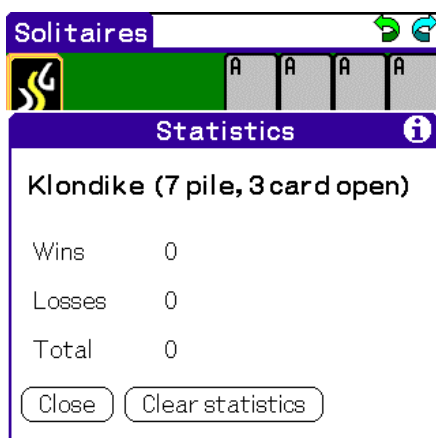 Solitaires
A A A A
Statistics
Klondike (7 pile, 3 card open)
Wins 0
Losses 0
Total 0
Close Clear statistics